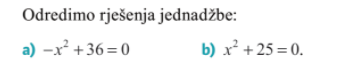 Odredimo rješenja jednadžbe:
a) −x² + 36 = 0 b) x² + 25 = 0.